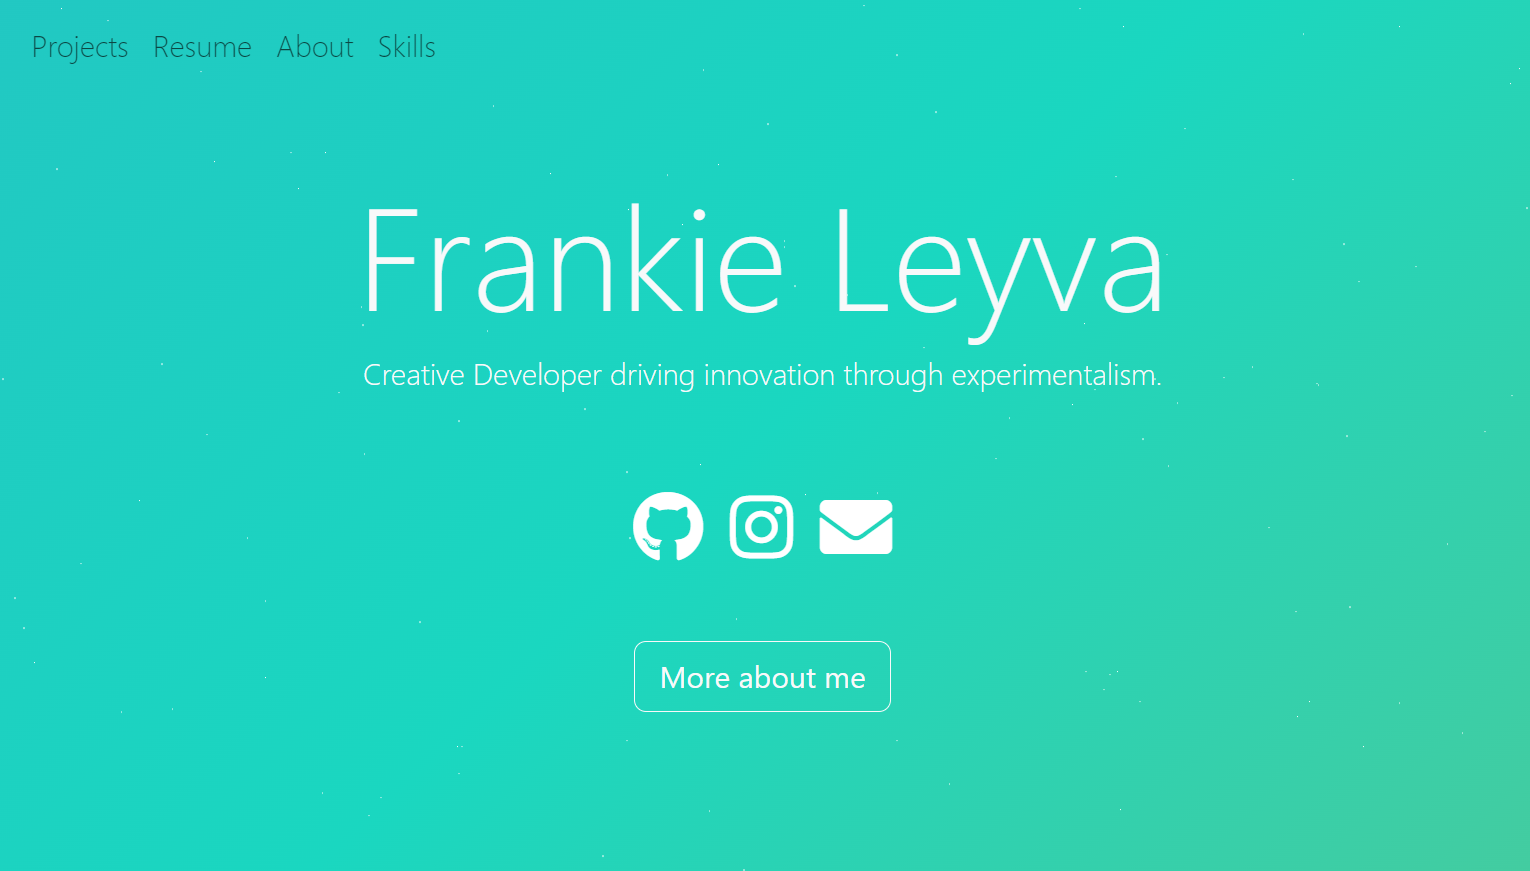 Projects Resume About Skills
Frankie Leyva
Creative Developer driving innovation through experimentalism.
More about me